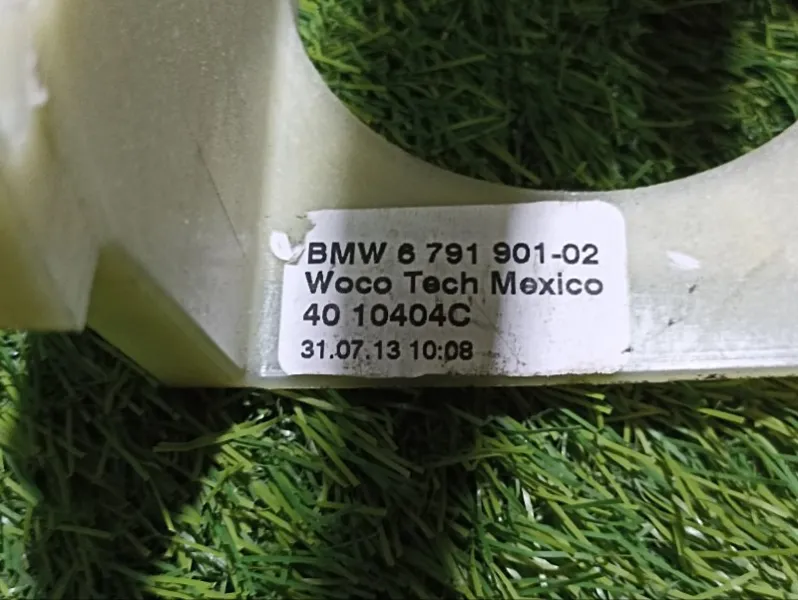 BMW 6 791 901-02
Woco Tech Mexico
40 10404C
31.07.13 10:08